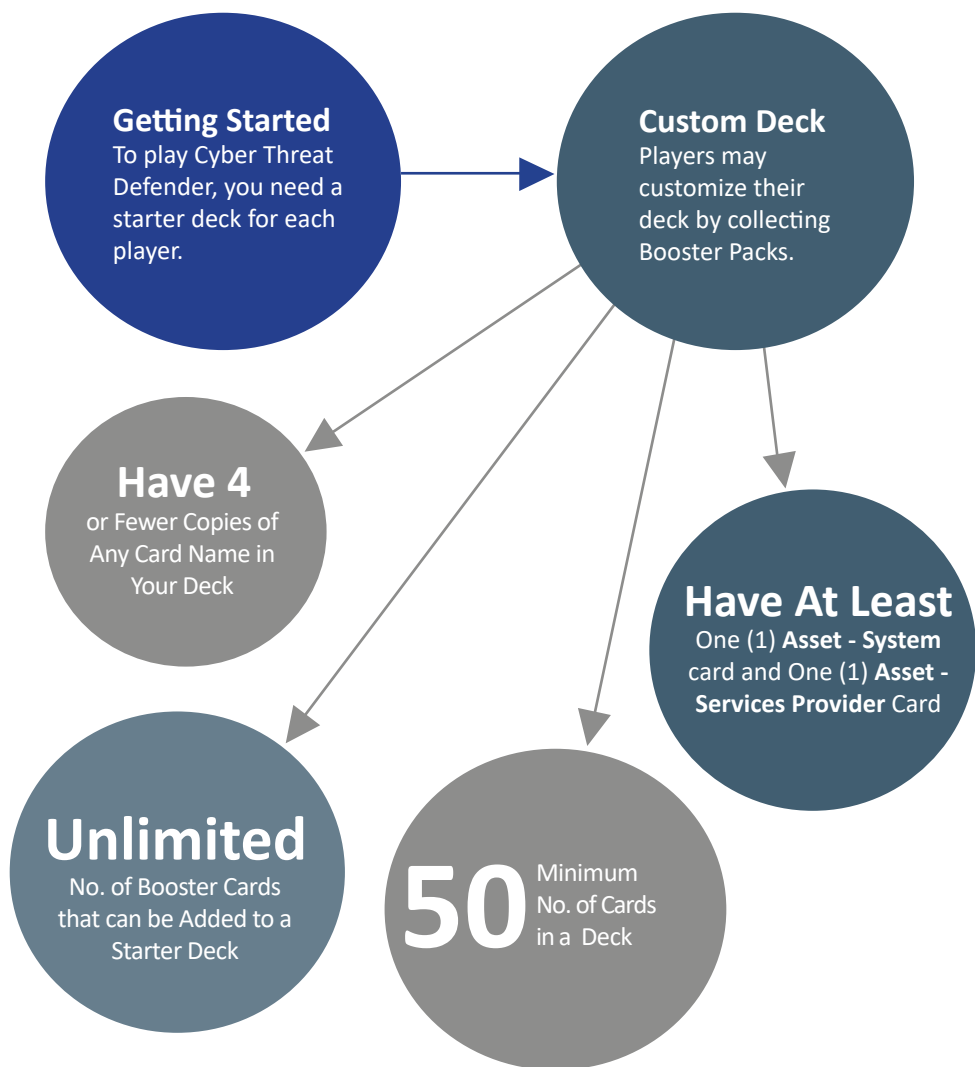 Getting Started
To play Cyber Threat
Defender, you need a
starter deck for each
player.
Custom Deck
Players may
customize their
deck by collecting
Booster Packs.
Have 4
or Fewer Copies of
Any Card Name in
Your Deck
Have At Least
One (1) Asset - System
card and One (1) Asset -
Services Provider Card
Unlimited
No. of Booster Cards
that can be Added to a
Starter Deck
50
Minimum
No. of Cards
in a Deck